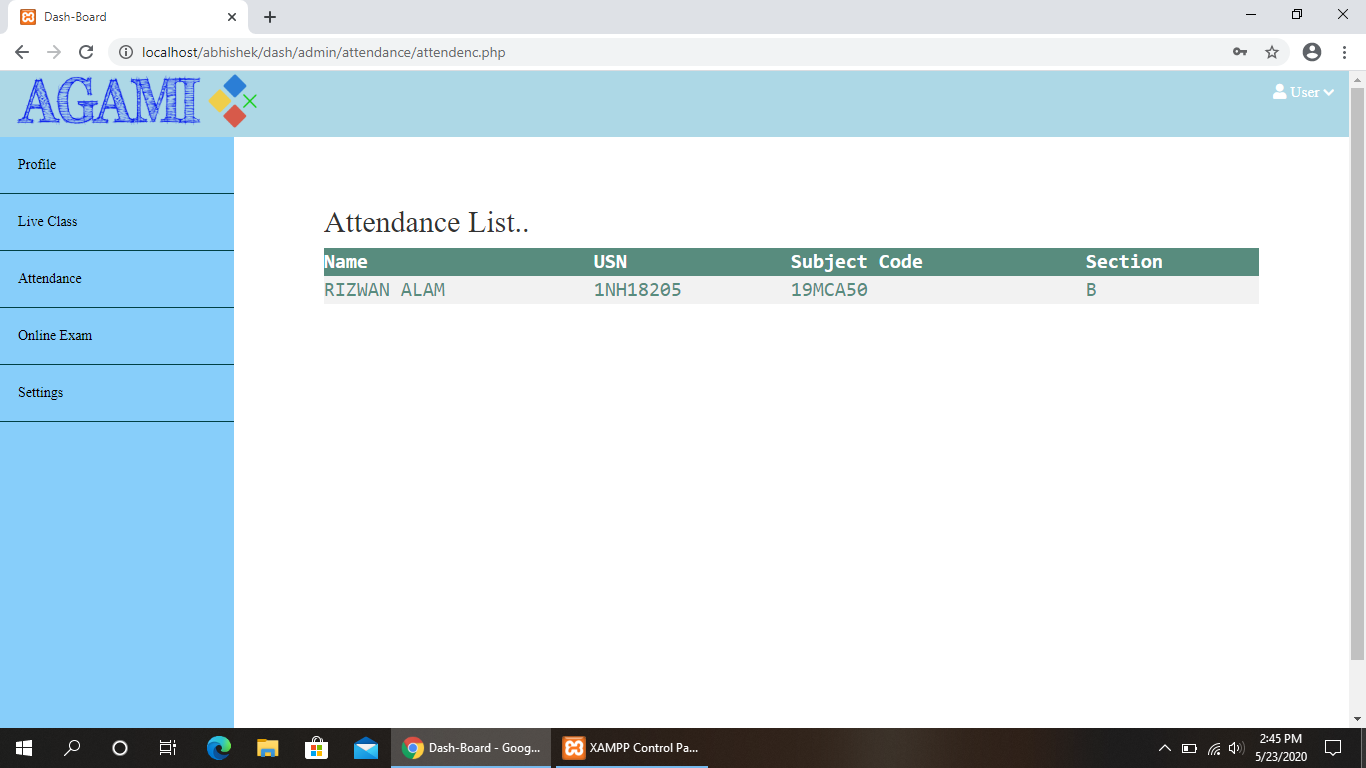 Dash-Board
localhost/abhishek/dash/admin/attendance/attendenc.php
AGAMI
User
Profile
Live Class
Attendance
Online Exam
Settings
Attendance List..
Name USN Subject Code Section
RIZWAN ALAM 1NH18205 19MCA50 B
Dash-Board - Goog...
XAMPP Control Pa...
2:45 PM
5/23/2020